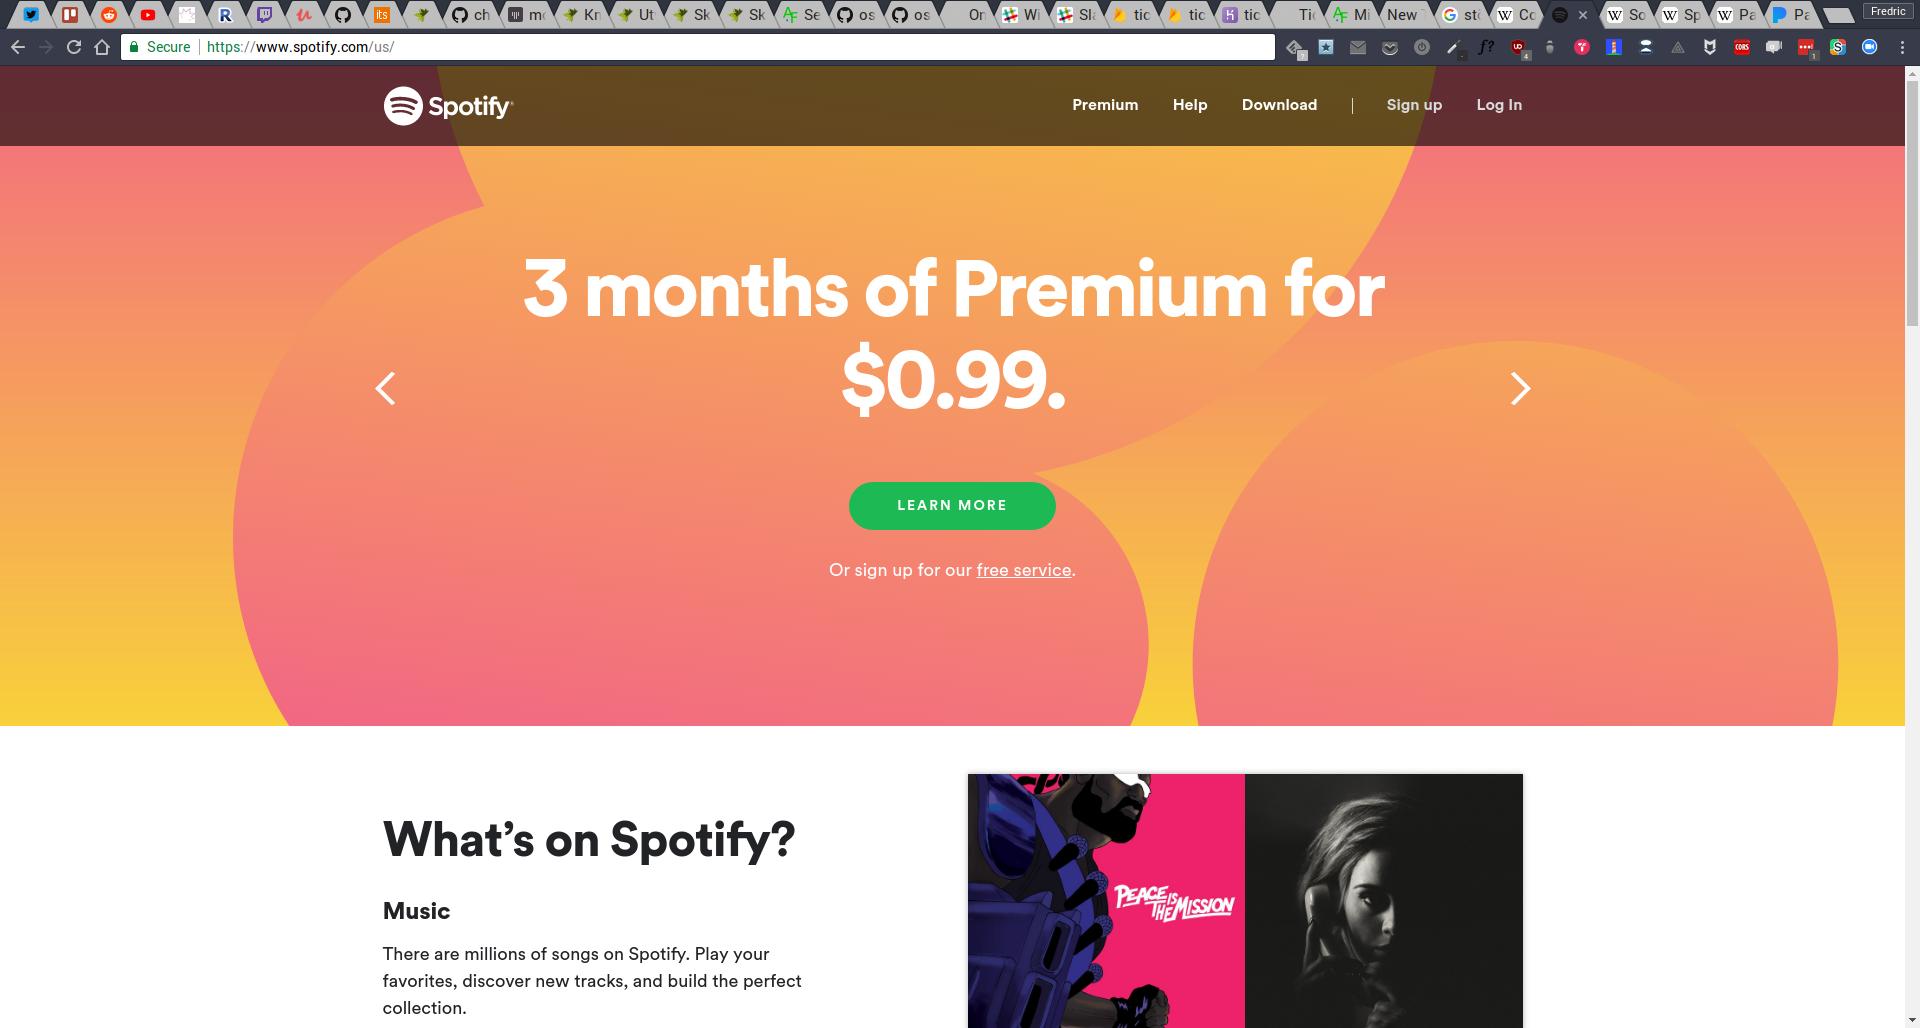 ch
mc
Kn
Ut
Sk
Sk
Se
os
os
On
Wi
Sla
tic
tic
tic
Tic
Mi
New
sto
Co
So
Sp
Pa
Pa
Fredric
Secure
https://www.spotify.com/us/
Spotify
Premium
Help
Download
Sign up
Log In
3 months of Premium for
$0.99.
LEARN MORE
Or sign up for our free service.
What’s on Spotify?
Music
There are millions of songs on Spotify. Play your
favorites, discover new tracks, and build the perfect
collection.
PEACE IS
THE MISSION